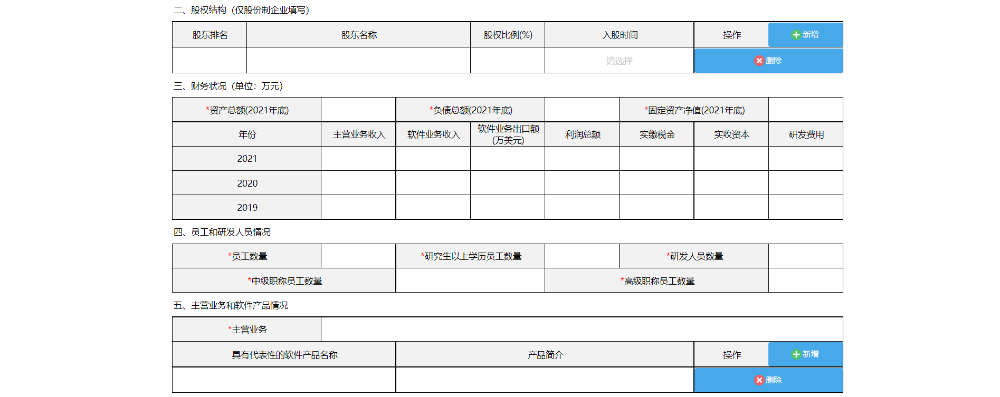 二、股权结构（仅股份制企业填写）
股东排名 股东名称 股权比例(%) 入股时间 操作 新增
请选择 删除
三、财务状况（单位：万元）
*资产总额(2021年底) *负债总额(2021年底) *固定资产净值(2021年底)
年份 主营业务收入 软件业务收入 软件业务出口额 利润总额 实缴税金 实收资本 研发费用
(万美元)
2021
2020
2019
四、员工和研发人员情况
*员工数量 *研究生以上学历员工数量 *研发人员数量
*中级职称员工数量 *高级职称员工数量
五、主营业务和软件产品情况
*主营业务
具有代表性的软件产品名称 产品简介 操作 新增
删除